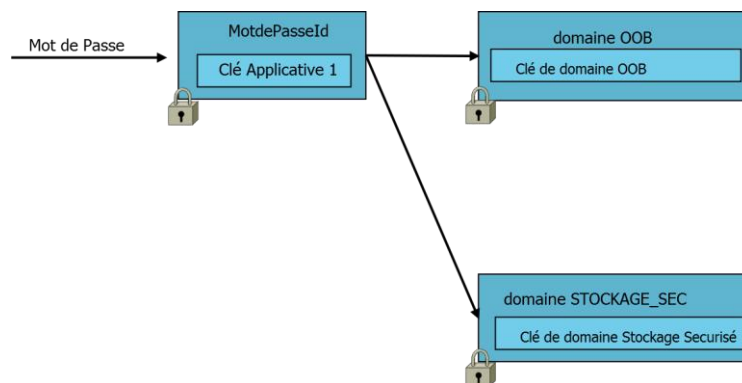 Mot de Passe
MotdePasseId
Clé Applicative 1
domaine OOB
Clé de domaine OOB
domaine STOCKAGE_SEC
Clé de domaine Stockage Securisé